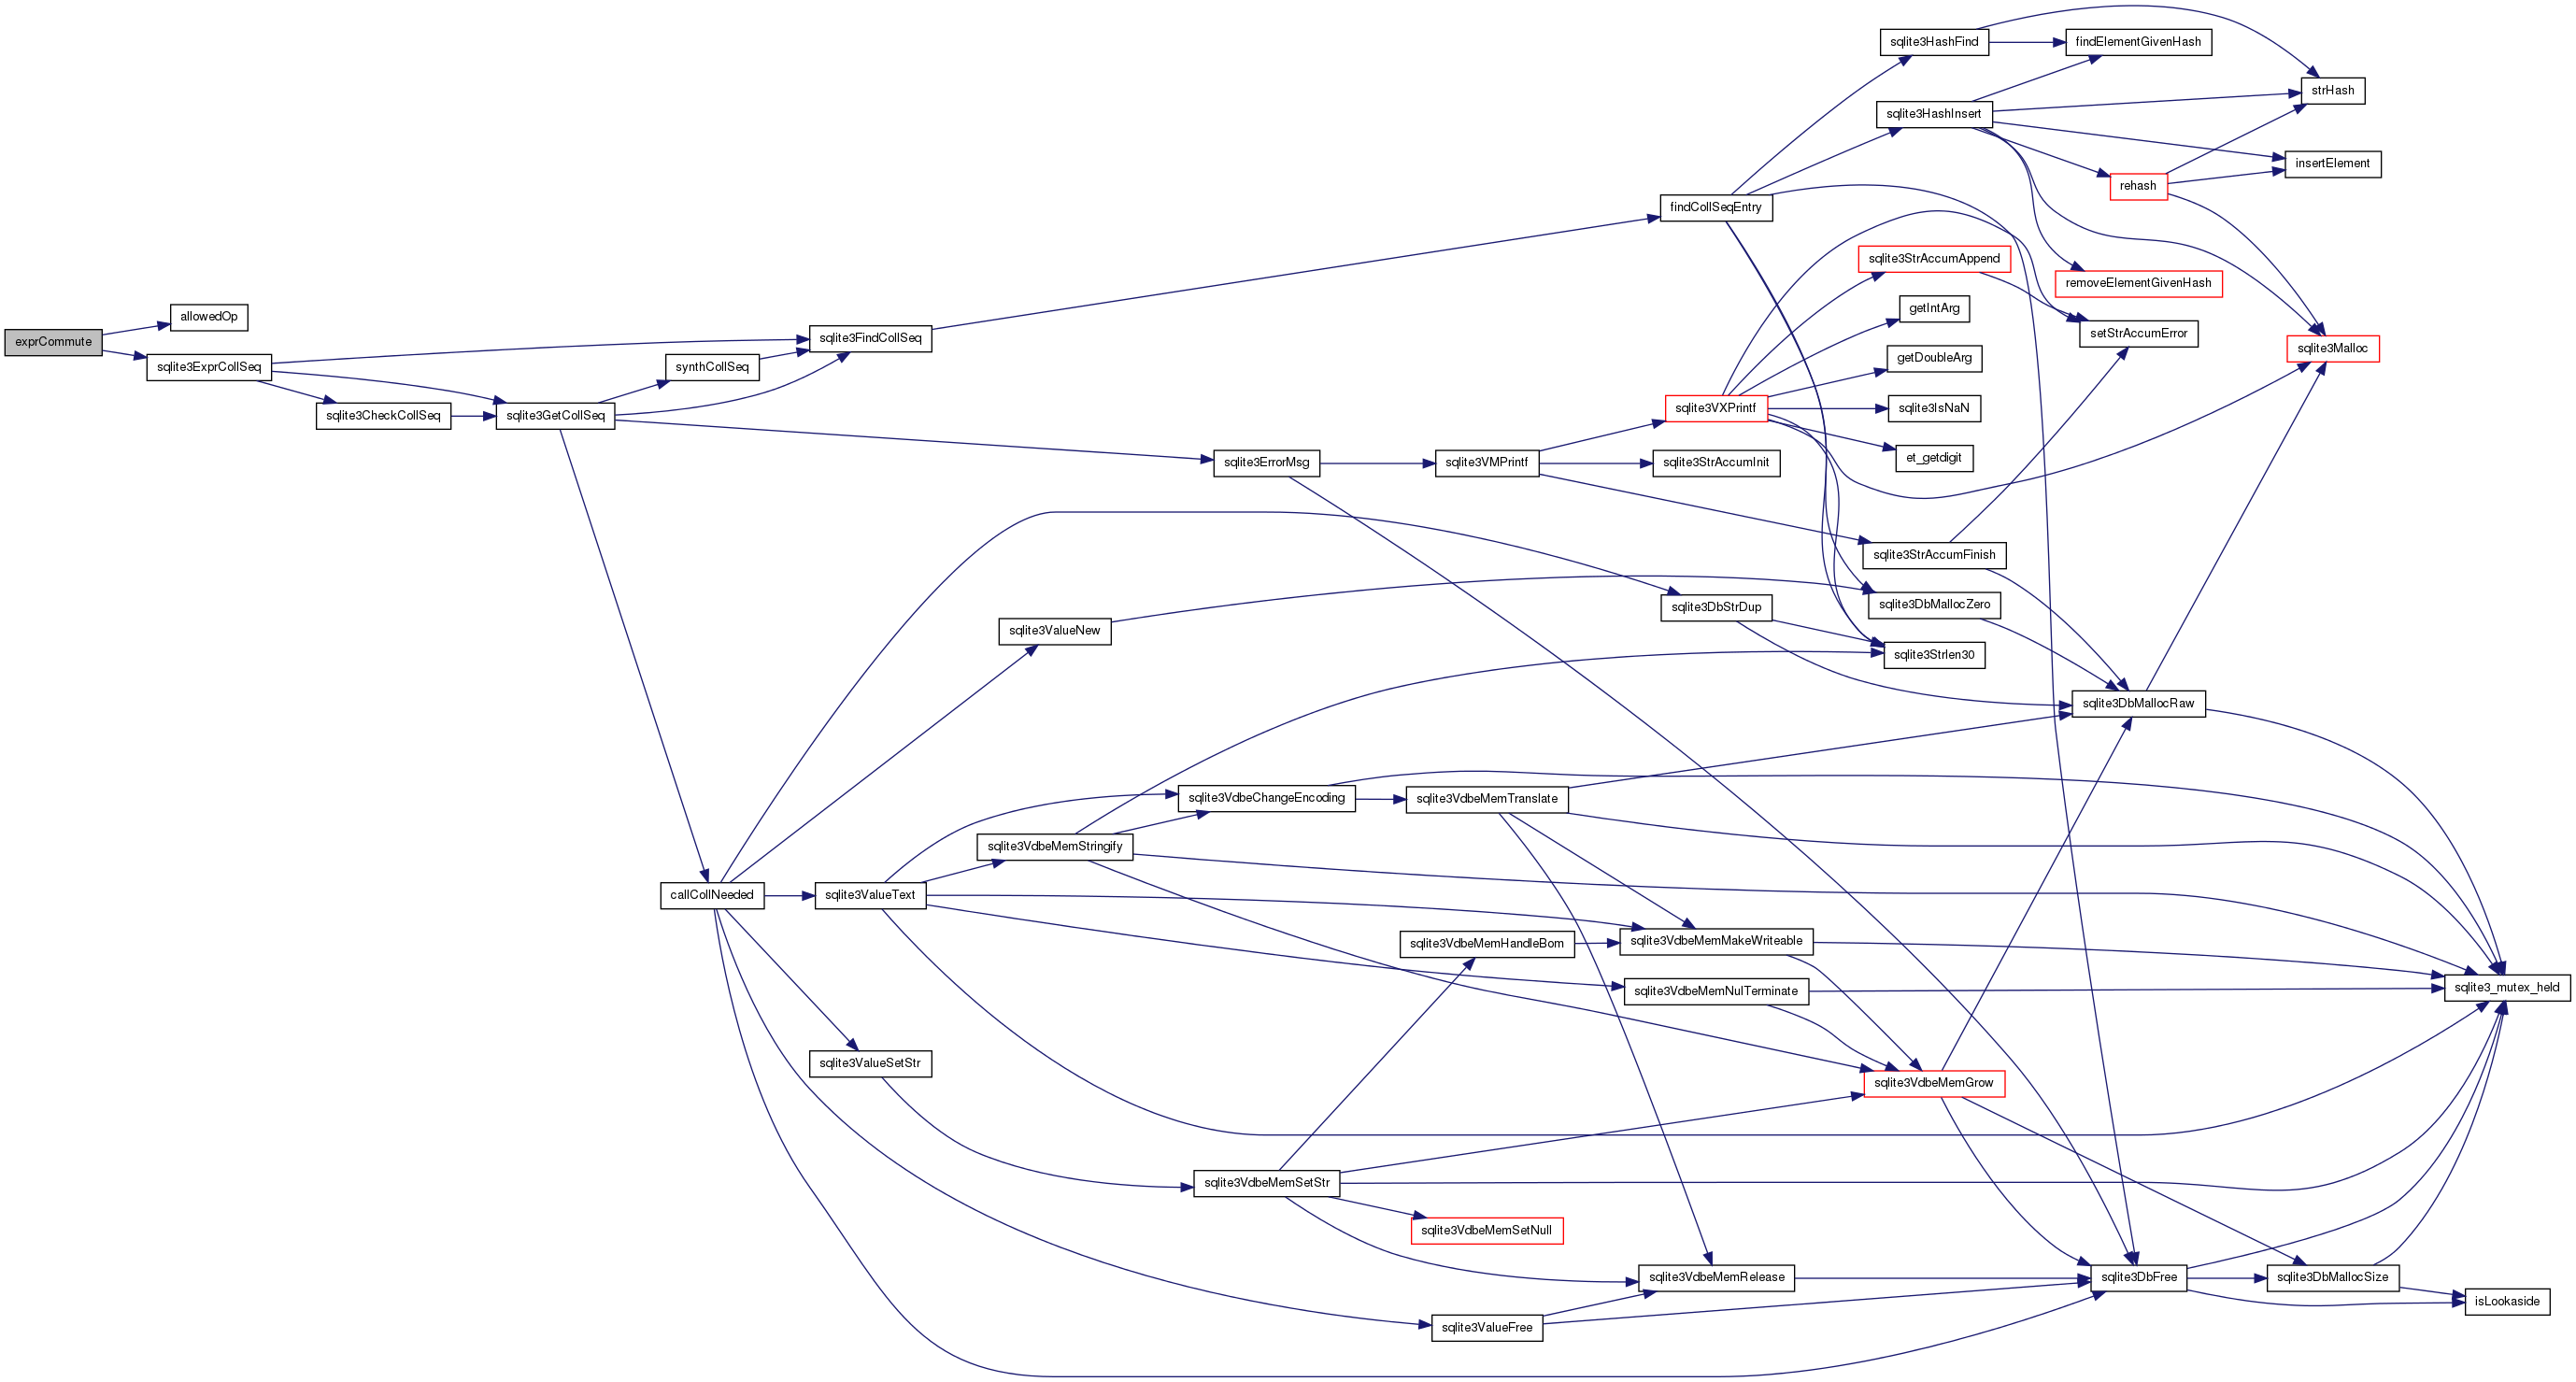 exprCommute
allowedOp
sqlite3ExprCollSeq
sqlite3CheckCollSeq
sqlite3GetCollSeq
synthCollSeq
sqlite3FindCollSeq
callCollNeeded
sqlite3ValueNew
sqlite3ValueText
sqlite3ValueSetStr
sqlite3VdbeMemStringify
sqlite3VdbeChangeEncoding
sqlite3ErrorMsg
sqlite3VdbeMemSetStr
sqlite3VMPrintf
sqlite3VdbeMemTranslate
sqlite3VdbeMemHandleBom
sqlite3VdbeMemSetNull
sqlite3ValueFree
findCollSeqEntry
sqlite3VXPrintf
sqlite3StrAccumInit
sqlite3DbStrDup
sqlite3VdbeMemMakeWriteable
sqlite3VdbeMemNulTerminate
sqlite3VdbeMemRelease
sqlite3HashFind
sqlite3HashInsert
sqlite3StrAccumAppend
getIntArg
getDoubleArg
sqlite3IsNaN
et_getdigit
sqlite3StrAccumFinish
sqlite3DbMallocZero
sqlite3Strlen30
sqlite3VdbeMemGrow
findElementGivenHash
rehash
removeElementGivenHash
setStrAccumError
sqlite3DbMallocRaw
sqlite3DbFree
strHash
insertElement
sqlite3Malloc
sqlite3DbMallocSize
sqlite3_mutex_held
isLookaside